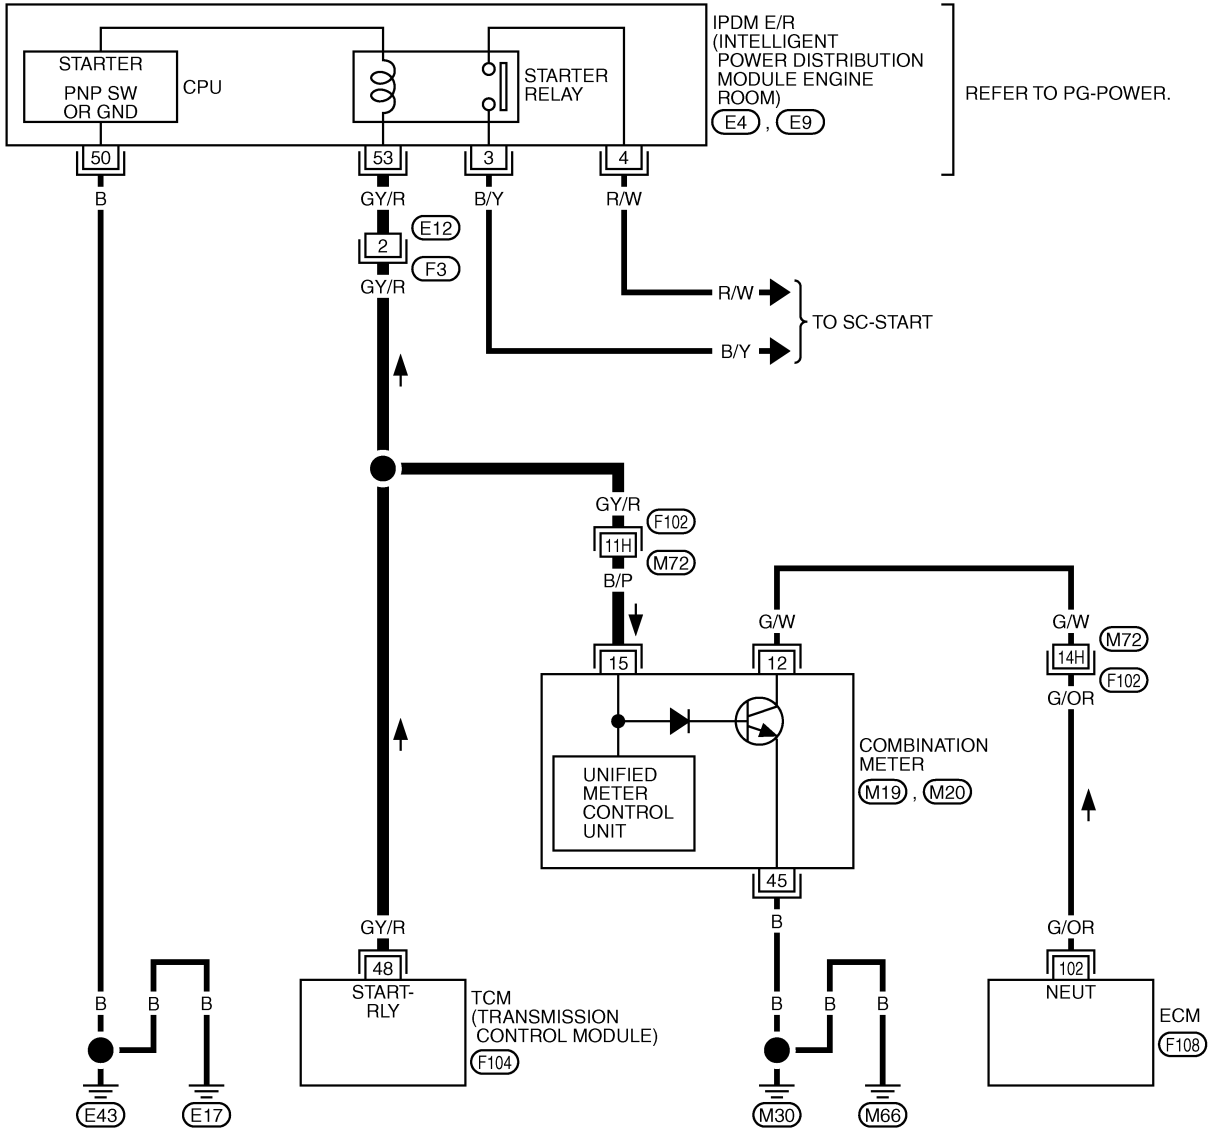 IPDM E/R
(INTELLIGENT
POWER DISTRIBUTION
MODULE ENGINE
ROOM)
E4 , E9
REFER TO PG-POWER.
STARTER
PNP SW
OR GND
CPU
STARTER
RELAY
50
53
3
4
B
GY/R
B/Y
R/W
2
E12
F3
GY/R
R/W
B/Y
TO SC-START
GY/R
11H
F102
M72
B/P
15
G/W
12
G/W
14H
M72
F102
G/OR
UNIFIED
METER
CONTROL
UNIT
COMBINATION
METER
M19 , M20
45
B
GY/R
48
START-
RLY
TCM
(TRANSMISSION
CONTROL MODULE)
F104
G/OR
102
NEUT
ECM
F108
B
B
B
B
B
B
E43
E17
M30
M66